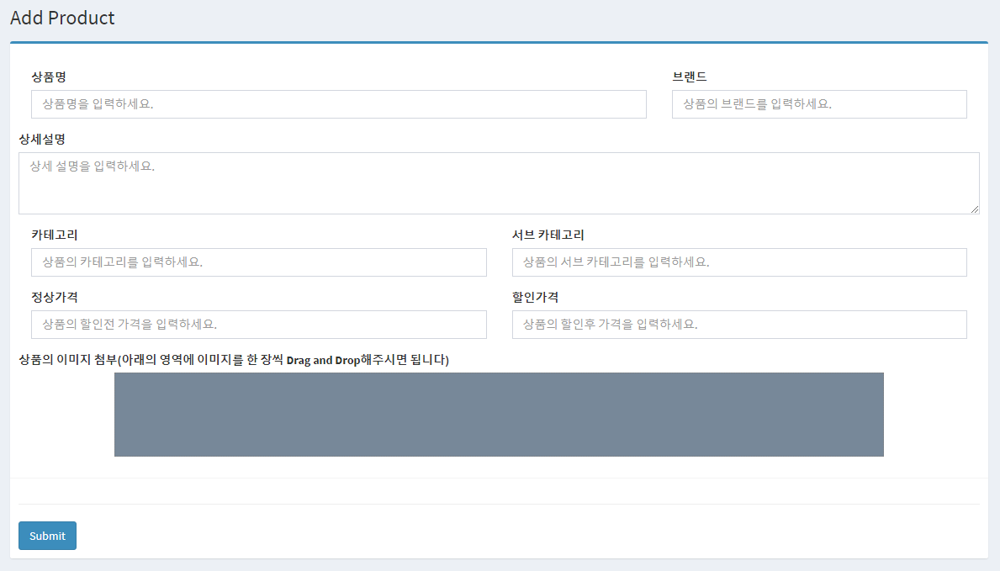 Add Product
상품명 브랜드
상품명을 입력하세요. 상품의 브랜드를 입력하세요.
상세설명
상세 설명을 입력하세요.
카테고리 서브 카테고리
상품의 카테고리를 입력하세요. 상품의 서브 카테고리를 입력하세요.
정상가격 할인가격
상품의 할인전 가격을 입력하세요. 상품의 할인후 가격을 입력하세요.
상품의 이미지 첨부(아래의 영역에 이미지를 한 장씩 Drag and Drop해주시면 됩니다)
Submit